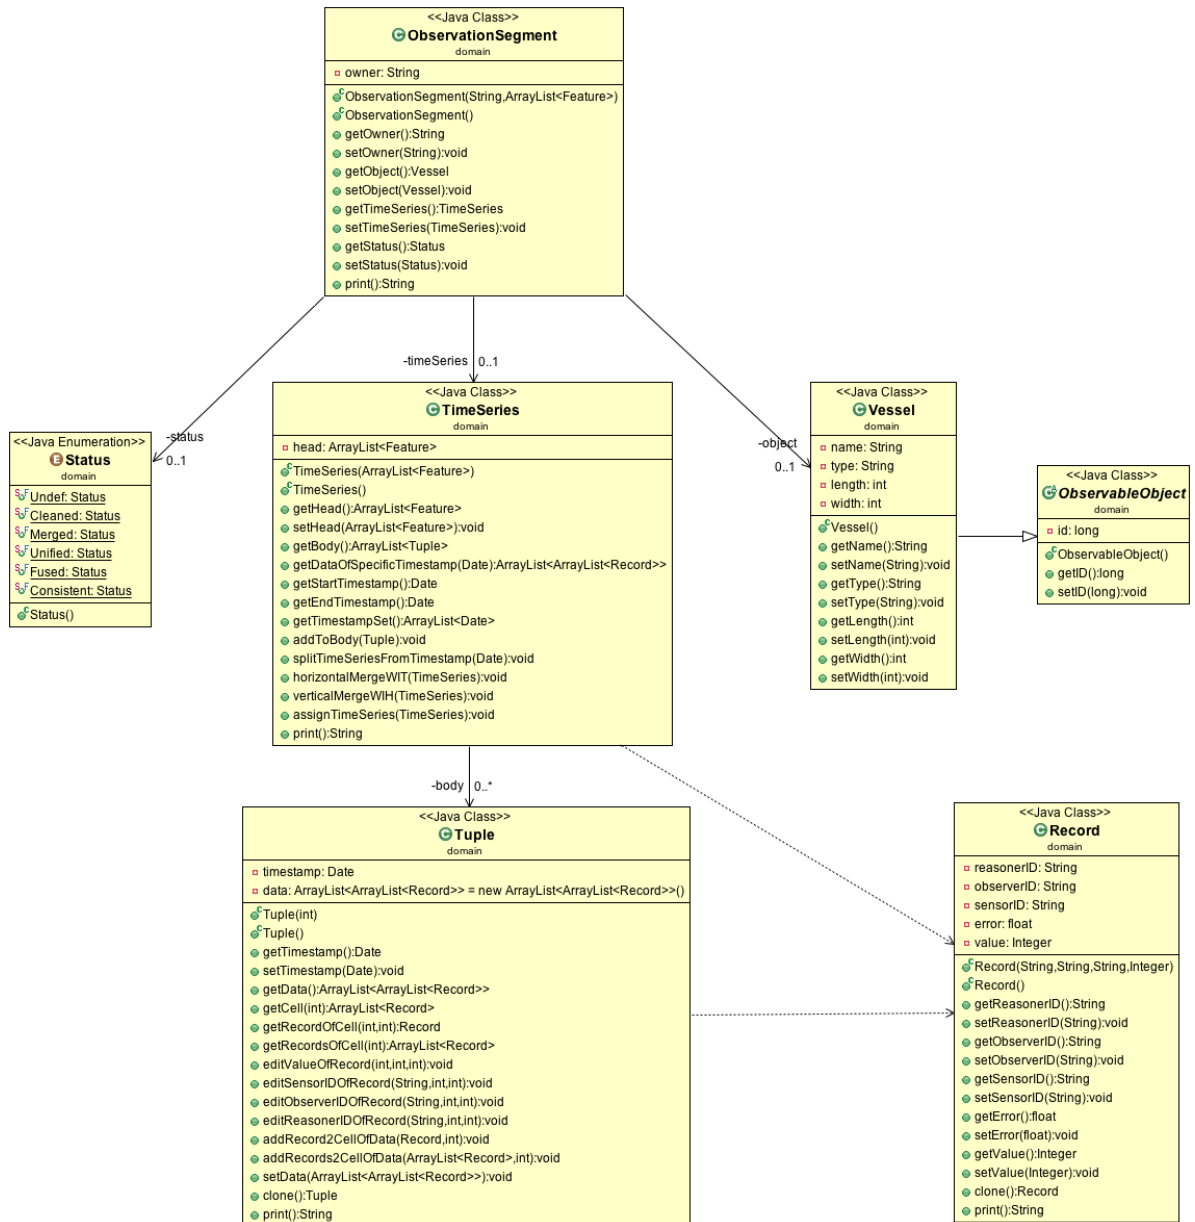 <<Java Class>>
ObservationSegment
domain
owner: String
ObservationSegment(String,ArrayList<Feature>)
ObservationSegment()
getOwner():String
setOwner(String):void
getObject():Vessel
setObject(Vessel):void
getTimeSeries():TimeSeries
setTimeSeries(TimeSeries):void
getStatus():Status
setStatus(Status):void
print():String
-status
0..1
-timeSeries
0..1
-object
0..1
<<Java Enumeration>>
Status
domain
Undef: Status
Cleaned: Status
Merged: Status
Unified: Status
Fused: Status
Consistent: Status
Status()
<<Java Class>>
TimeSeries
domain
head: ArrayList<Feature>
TimeSeries(ArrayList<Feature>)
TimeSeries()
getHead():ArrayList<Feature>
setHead(ArrayList<Feature>):void
getBody():ArrayList<Tuple>
getDataOfSpecificTimestamp(Date):ArrayList<ArrayList<Record>>
getStartTimestamp():Date
getEndTimestamp():Date
getTimestampSet():ArrayList<Date>
addToBody(Tuple):void
splitTimeSeriesFromTimestamp(Date):void
horizontalMergeWIT(TimeSeries):void
verticalMergeWIH(TimeSeries):void
assignTimeSeries(TimeSeries):void
print():String
<<Java Class>>
Vessel
domain
name: String
type: String
length: int
width: int
Vessel()
getName():String
setName(String):void
getType():String
setType(String):void
getLength():int
setLength(int):void
getWidth():int
setWidth(int):void
<<Java Class>>
ObservableObject
domain
id: long
ObservableObject()
getID():long
setID(long):void
-body
0..*
<<Java Class>>
Tuple
domain
timestamp: Date
data: ArrayList<ArrayList<Record>> = new ArrayList<ArrayList<Record>>()
Tuple(int)
Tuple()
getTimestamp():Date
setTimestamp(Date):void
getData():ArrayList<ArrayList<Record>>
getCell(int):ArrayList<Record>
getRecordOfCell(int,int):Record
getRecordsOfCell(int):ArrayList<Record>
editValueOfRecord(int,int,int):void
editSensorIDOfRecord(String,int,int):void
editObserverIDOfRecord(String,int,int):void
editReasonerIDOfRecord(String,int,int):void
addRecord2CellOfData(Record,int):void
addRecords2CellOfData(ArrayList<Record>,int):void
setData(ArrayList<ArrayList<Record>>):void
clone():Tuple
print():String
<<Java Class>>
Record
domain
reasonerID: String
observerID: String
sensorID: String
error: float
value: Integer
Record(String,String,String,Integer)
Record()
getReasonerID():String
setReasonerID(String):void
getObserverID():String
setObserverID(String):void
getSensorID():String
setSensorID(String):void
getError():float
setError(float):void
getValue():Integer
setValue(Integer):void
clone():Record
print():String